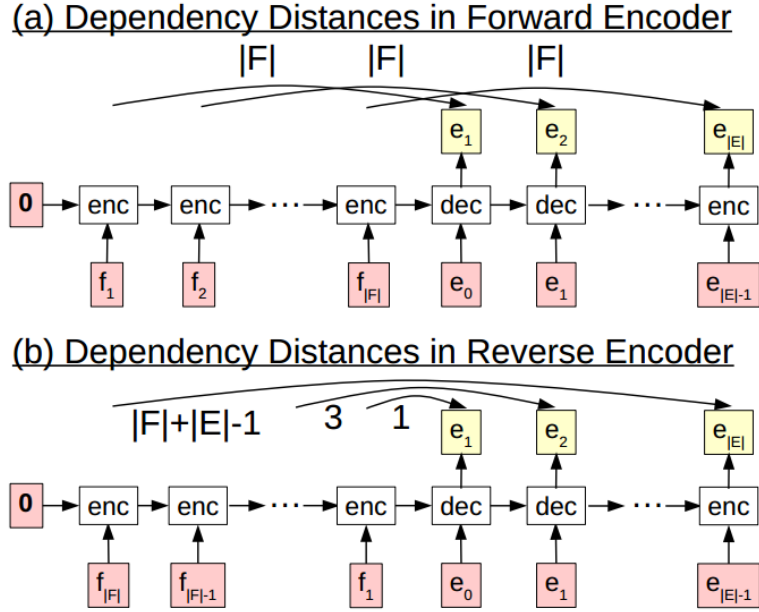 (a) Dependency Distances in Forward Encoder
|F| |F| |F|
e₁ e₂ e|E|
0 enc enc ... enc dec dec ... enc
f₁ f₂ f|F| e₀ e₁ e|E|-1
(b) Dependency Distances in Reverse Encoder
|F|+|E|-1 3 1
e₁ e₂ e|E|
0 enc enc ... enc dec dec ... enc
f|F| f|F|-1 f₁ e₀ e₁ e|E|-1